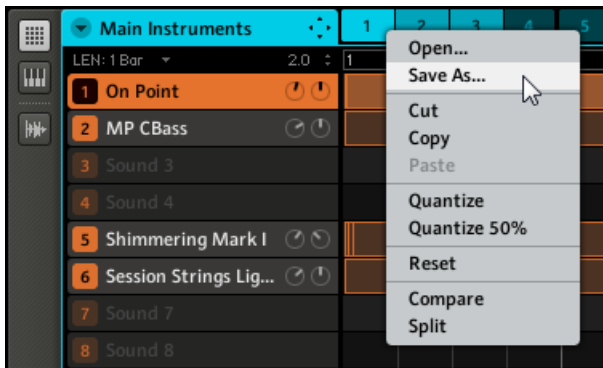 Main Instruments
1 2 3 4 5
LEN: 1 Bar 2.0 1
1 On Point
2 MP CBass
3 Sound 3
4 Sound 4
5 Shimmering Mark I
6 Session Strings Lig...
7 Sound 7
8 Sound 8
Open...
Save As...
Cut
Copy
Paste
Quantize
Quantize 50%
Reset
Compare
Split